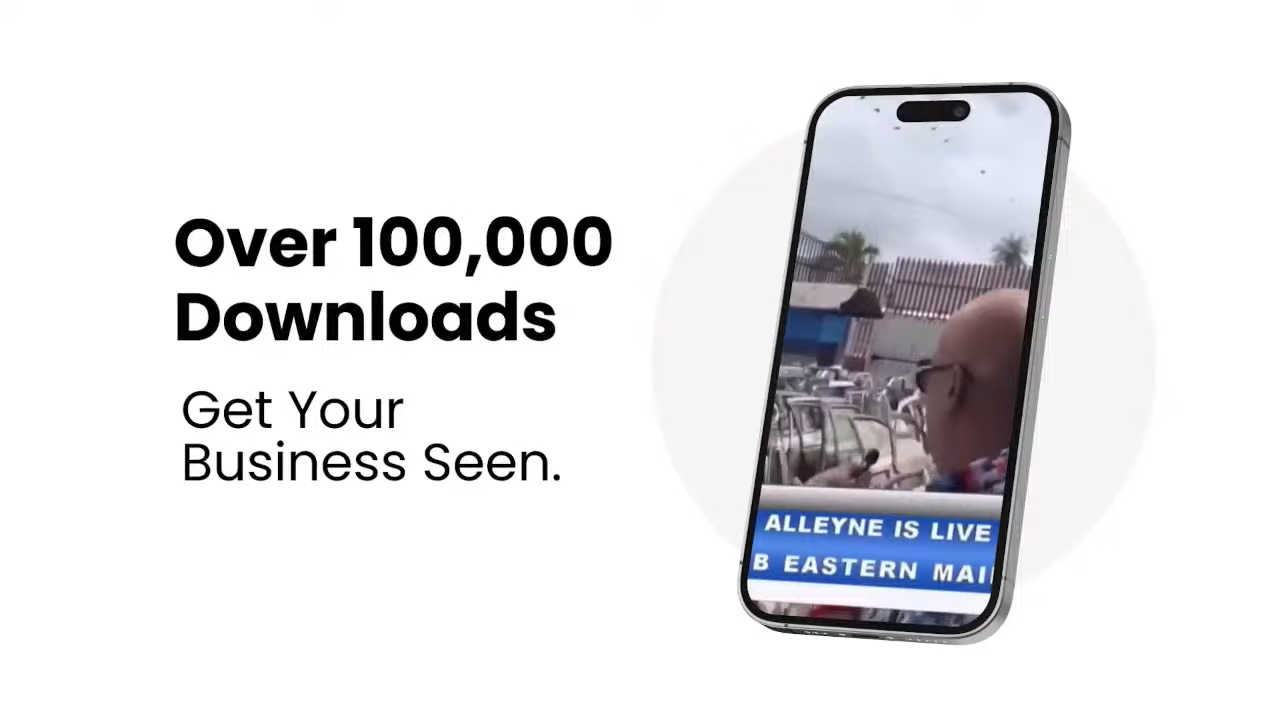 Over 100,000
Downloads
Get Your
Business Seen.
ALLEYNE IS LIVE
B EASTERN MAI